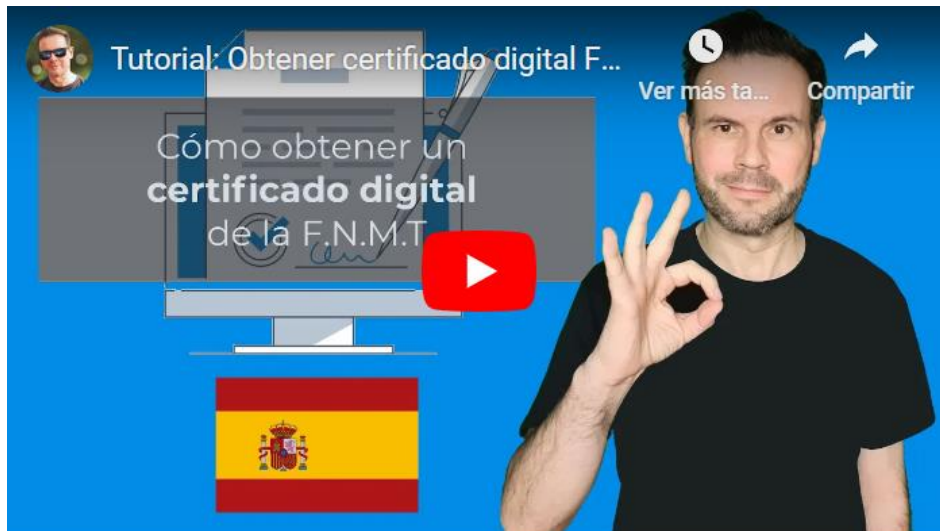 Tutorial: Obtener certificado digital F...
Ver más ta...
Compartir
Cómo obtener un
certificado digital
de la F.N.M.T